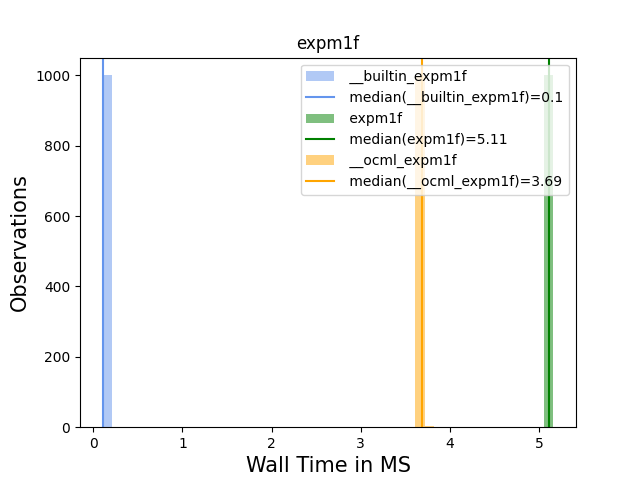 expm1f
__builtin_expm1f
median(__builtin_expm1f)=0.1
expm1f
median(expm1f)=5.11
__ocml_expm1f
median(__ocml_expm1f)=3.69
Observations
1000
800
600
400
200
0
0 1 2 3 4 5
Wall Time in MS